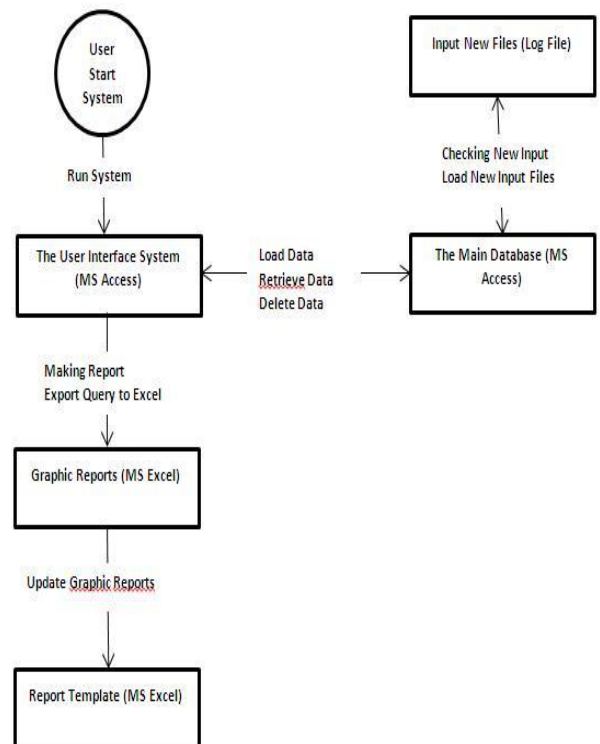 User
Start
System
Input New Files (Log File)
Run System
Checking New Input
Load New Input Files
The User Interface System
(MS Access)
Load Data
Retrieve Data
Delete Data
The Main Database (MS
Access)
Making Report
Export Query to Excel
Graphic Reports (MS Excel)
Update Graphic Reports
Report Template (MS Excel)